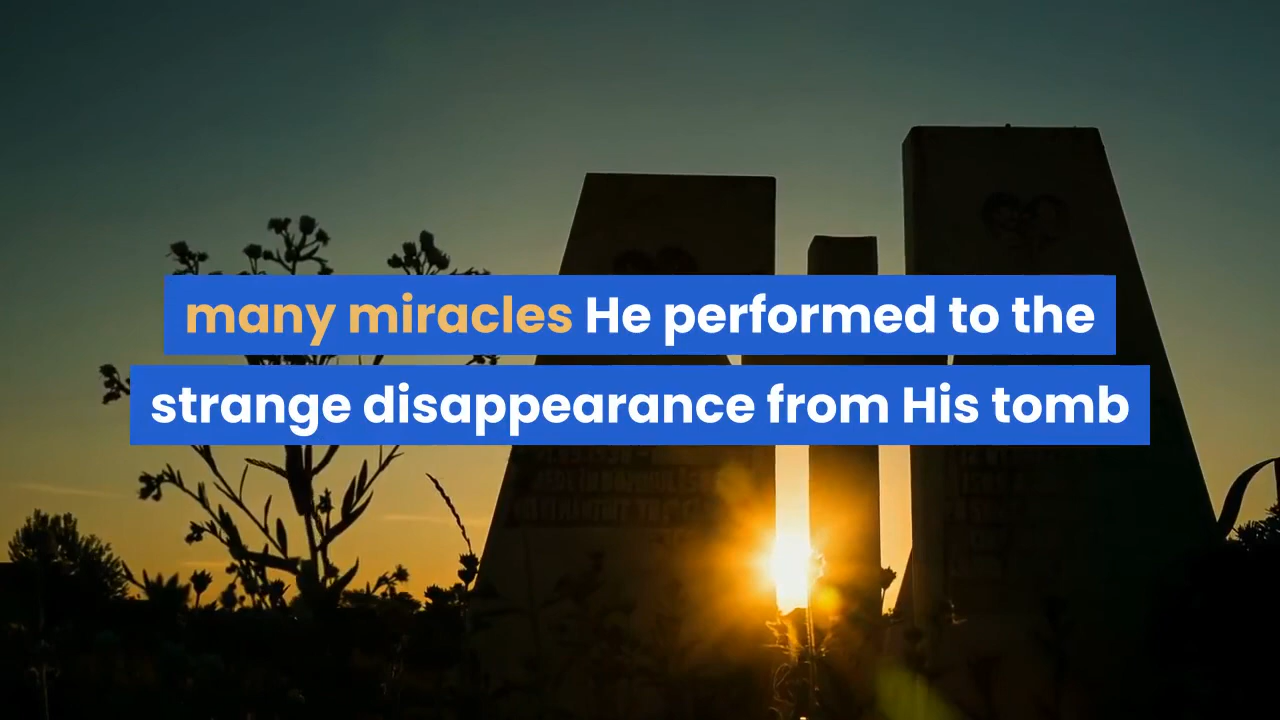 many miracles He performed to the
strange disappearance from His tomb